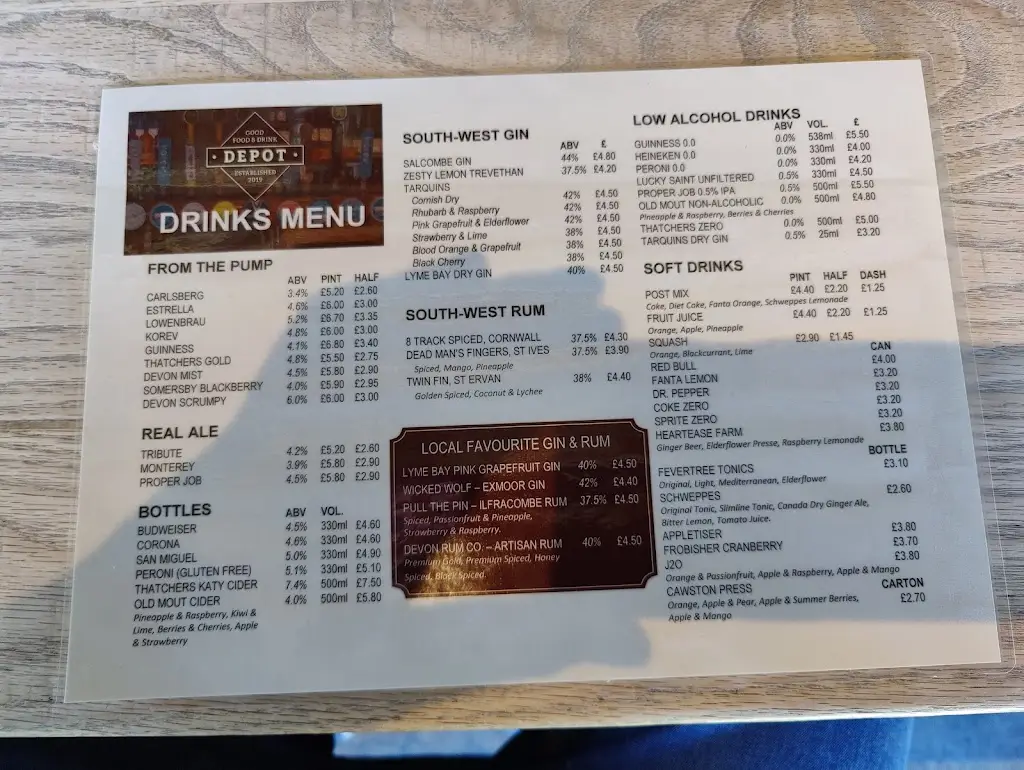 GOOD
FOOD & DRINK
DEPOT
ESTABLISHED
2019
DRINKS MENU
FROM THE PUMP
ABV PINT HALF
CARLSBERG 3.4% £5.20 £2.60
ESTRELLA 4.6% £6.00 £3.00
LOWENBRAU 5.2% £6.70 £3.35
KOREV 4.8% £6.00 £3.00
GUINNESS 4.1% £6.80 £3.40
THATCHERS GOLD 4.8% £5.50 £2.75
DEVON MIST 4.5% £5.80 £2.90
SOMERSBY BLACKBERRY 4.0% £5.90 £2.95
DEVON SCRUMPY 6.0% £6.00 £3.00
REAL ALE
TRIBUTE 4.2% £5.20 £2.60
MONTEREY 3.9% £5.80 £2.90
PROPER JOB 4.5% £5.80 £2.90
BOTTLES ABV VOL.
BUDWEISER 4.5% 330ml £4.60
CORONA 4.6% 330ml £4.60
SAN MIGUEL 5.0% 330ml £4.90
PERONI (GLUTEN FREE) 5.1% 330ml £5.10
THATCHERS KATY CIDER 7.4% 500ml £7.50
OLD MOUT CIDER 4.0% 500ml £5.80
Pineapple & Raspberry, Kiwi &
Lime, Berries & Cherries, Apple
& Strawberry
SOUTH-WEST GIN
ABV £
SALCOMBE GIN 44% £4.80
ZESTY LEMON TREVETHAN 37.5% £4.20
TARQUINS
Cornish Dry 42% £4.50
Rhubarb & Raspberry 42% £4.50
Pink Grapefruit & Elderflower 42% £4.50
Strawberry & Lime 38% £4.50
Blood Orange & Grapefruit 38% £4.50
Black Cherry 38% £4.50
LYME BAY DRY GIN 40% £4.50
SOUTH-WEST RUM
8 TRACK SPICED, CORNWALL 37.5% £4.30
DEAD MAN'S FINGERS, ST IVES 37.5% £3.90
Spiced, Mango, Pineapple
TWIN FIN, ST ERVAN 38% £4.40
Golden Spiced, Coconut & Lychee
LOCAL FAVOURITE GIN & RUM
LYME BAY PINK GRAPEFRUIT GIN 40% £4.50
WICKED WOLF – EXMOOR GIN 42% £4.40
PULL THE PIN – ILFRACOMBE RUM 37.5% £4.50
Spiced, Passionfruit & Pineapple,
Strawberry & Raspberry.
DEVON RUM CO. – ARTISAN RUM 40% £4.50
Premium Gold, Premium Spiced, Honey
Spiced, Black Spiced.
LOW ALCOHOL DRINKS
ABV VOL. £
GUINNESS 0.0 0.0% 538ml £5.50
HEINEKEN 0.0 0.0% 330ml £4.00
PERONI 0.0 0.0% 330ml £4.20
LUCKY SAINT UNFILTERED 0.5% 330ml £4.50
PROPER JOB 0.5% IPA 0.5% 500ml £5.50
OLD MOUT NON-ALCOHOLIC 0.0% 500ml £4.80
Pineapple & Raspberry, Berries & Cherries
THATCHERS ZERO 0.0% 500ml £5.00
TARQUINS DRY GIN 0.5% 25ml £3.20
SOFT DRINKS
PINT HALF DASH
POST MIX £4.40 £2.20 £1.25
Coke, Diet Coke, Fanta Orange, Schweppes Lemonade
FRUIT JUICE £4.40 £2.20 £1.25
Orange, Apple, Pineapple
SQUASH £2.90 £1.45
Orange, Blackcurrant, Lime
CAN
RED BULL £4.00
FANTA LEMON £3.20
DR. PEPPER £3.20
COKE ZERO £3.20
SPRITE ZERO £3.20
HEARTEASE FARM £3.80
Ginger Beer, Elderflower Presse, Raspberry Lemonade
BOTTLE
FEVERTREE TONICS £3.10
Original, Light, Mediterranean, Elderflower
SCHWEPPES £2.60
Original Tonic, Slimline Tonic, Canada Dry Ginger Ale,
Bitter Lemon, Tomato Juice.
APPLETISER £3.80
FROBISHER CRANBERRY £3.70
J2O £3.80
Orange & Passionfruit, Apple & Raspberry, Apple & Mango
CARTON
CAWSTON PRESS £2.70
Orange, Apple & Pear, Apple & Summer Berries,
Apple & Mango